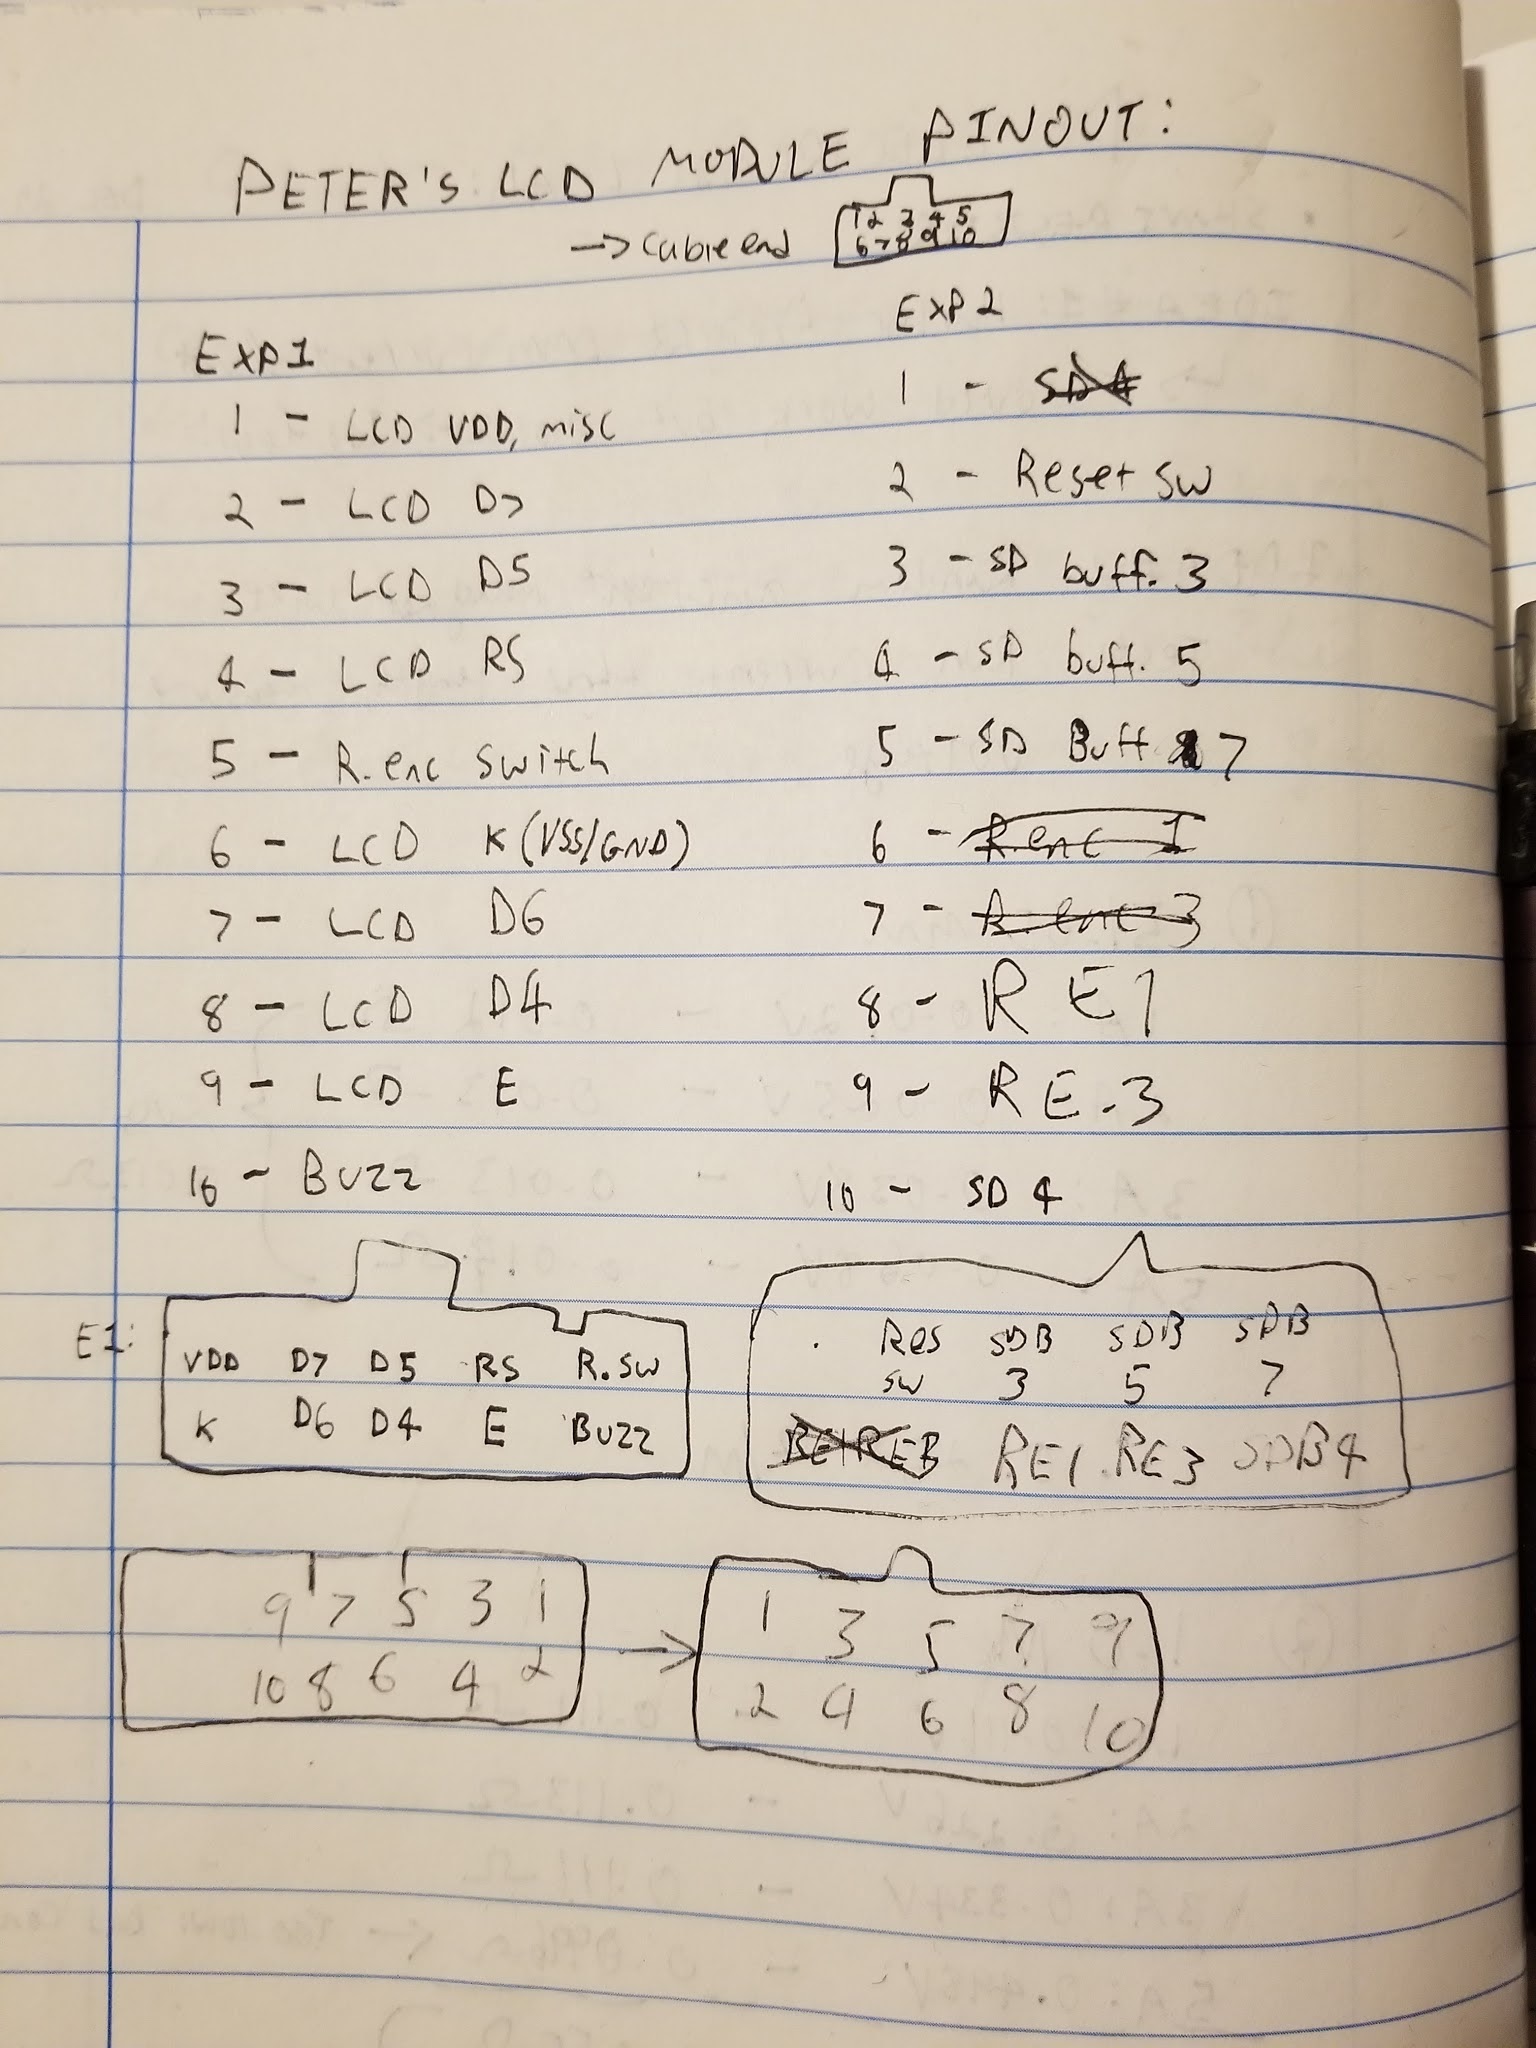 PETER'S LCD MODULE PINOUT:
→ cable end
1 2 3 4 5
6 7 8 9 10
EXP1
1 - LCD VDD, misc
2 - LCD D7
3 - LCD D5
4 - LCD RS
5 - R.enc switch
6 - LCD K (VSS/GND)
7 - LCD D6
8 - LCD D4
9 - LCD E
10 - Buzz
EXP2
1 - SD4
2 - Reset SW
3 - SD buff. 3
4 - SD buff. 5
5 - SD Buff 7
6 - R.enc 1
7 - R.enc 3
8 - RE1
9 - RE.3
10 - SD4
E1:
VDD D7 D5 RS R.SW
K D6 D4 E Buzz
. Res SDB SDB SDB
SW 3 5 7
RE1 RE3 RE1 RE3 SDB4
9 7 5 3 1
10 8 6 4 2
→
1 3 5 7 9
2 4 6 8 10